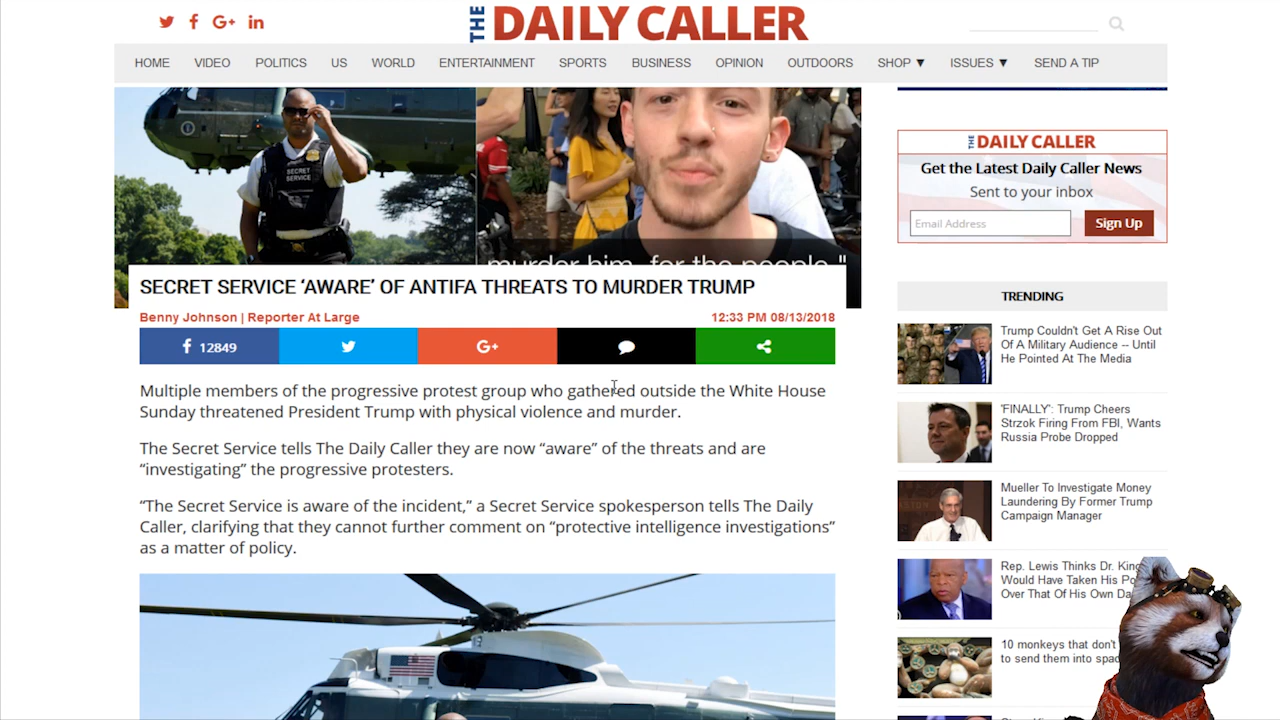 THE DAILY CALLER
HOME VIDEO POLITICS US WORLD ENTERTAINMENT SPORTS BUSINESS OPINION OUTDOORS SHOP ▼ ISSUES ▼ SEND A TIP
SECRET SERVICE
murder him, for the people."
SECRET SERVICE ‘AWARE’ OF ANTIFA THREATS TO MURDER TRUMP
Benny Johnson | Reporter At Large 12:33 PM 08/13/2018
f 12849 G+
Multiple members of the progressive protest group who gathered outside the White House
Sunday threatened President Trump with physical violence and murder.
The Secret Service tells The Daily Caller they are now “aware” of the threats and are
“investigating” the progressive protesters.
“The Secret Service is aware of the incident,” a Secret Service spokesperson tells The Daily
Caller, clarifying that they cannot further comment on “protective intelligence investigations”
as a matter of policy.
THE DAILY CALLER
Get the Latest Daily Caller News
Sent to your inbox
Email Address Sign Up
TRENDING
Trump Couldn't Get A Rise Out
Of A Military Audience -- Until
He Pointed At The Media
'FINALLY': Trump Cheers
Strzok Firing From FBI, Wants
Russia Probe Dropped
Mueller To Investigate Money
Laundering By Former Trump
Campaign Manager
Rep. Lewis Thinks Dr. King
Would Have Taken His Po
Over That Of His Own Da
10 monkeys that don't
to send them into spac